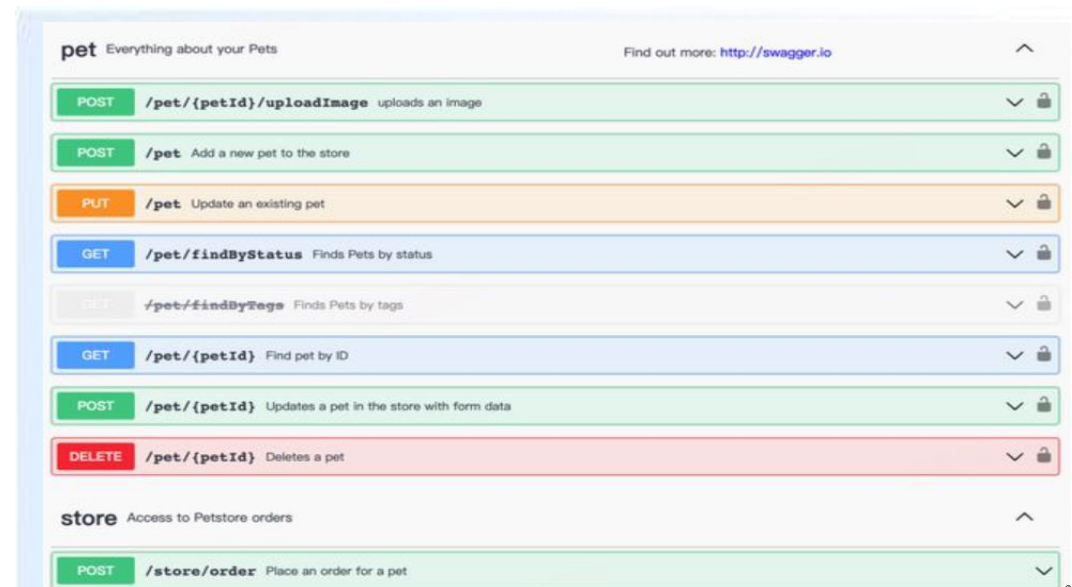 pet Everything about your Pets Find out more: http://swagger.io
POST /pet/{petId}/uploadImage uploads an image
POST /pet Add a new pet to the store
PUT /pet Update an existing pet
GET /pet/findByStatus Finds Pets by status
GET /pet/findByTags Finds Pets by tags
GET /pet/{petId} Find pet by ID
POST /pet/{petId} Updates a pet in the store with form data
DELETE /pet/{petId} Deletes a pet
store Access to Petstore orders
POST /store/order Place an order for a pet